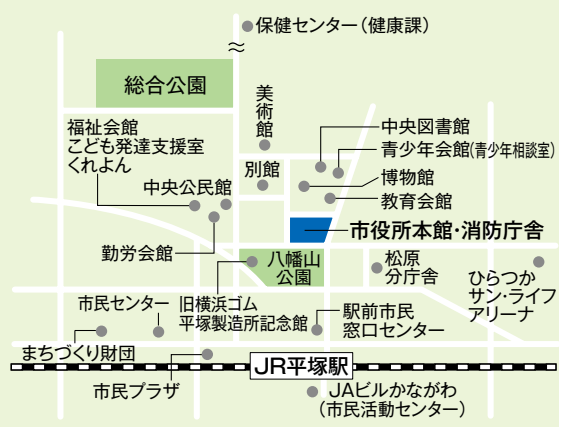 保健センター(健康課)
総合公園
美術館
福祉会館
こども発達支援室
くれよん
中央図書館
青少年会館(青少年相談室)
別館
博物館
中央公民館
教育会館
市役所本館・消防庁舎
勤労会館
八幡山
公園
松原
分庁舎
ひらつか
サン・ライフ
アリーナ
市民センター
旧横浜ゴム
平塚製造所記念館
駅前市民
窓口センター
まちづくり財団
JR平塚駅
市民プラザ
JAビルかながわ
(市民活動センター)